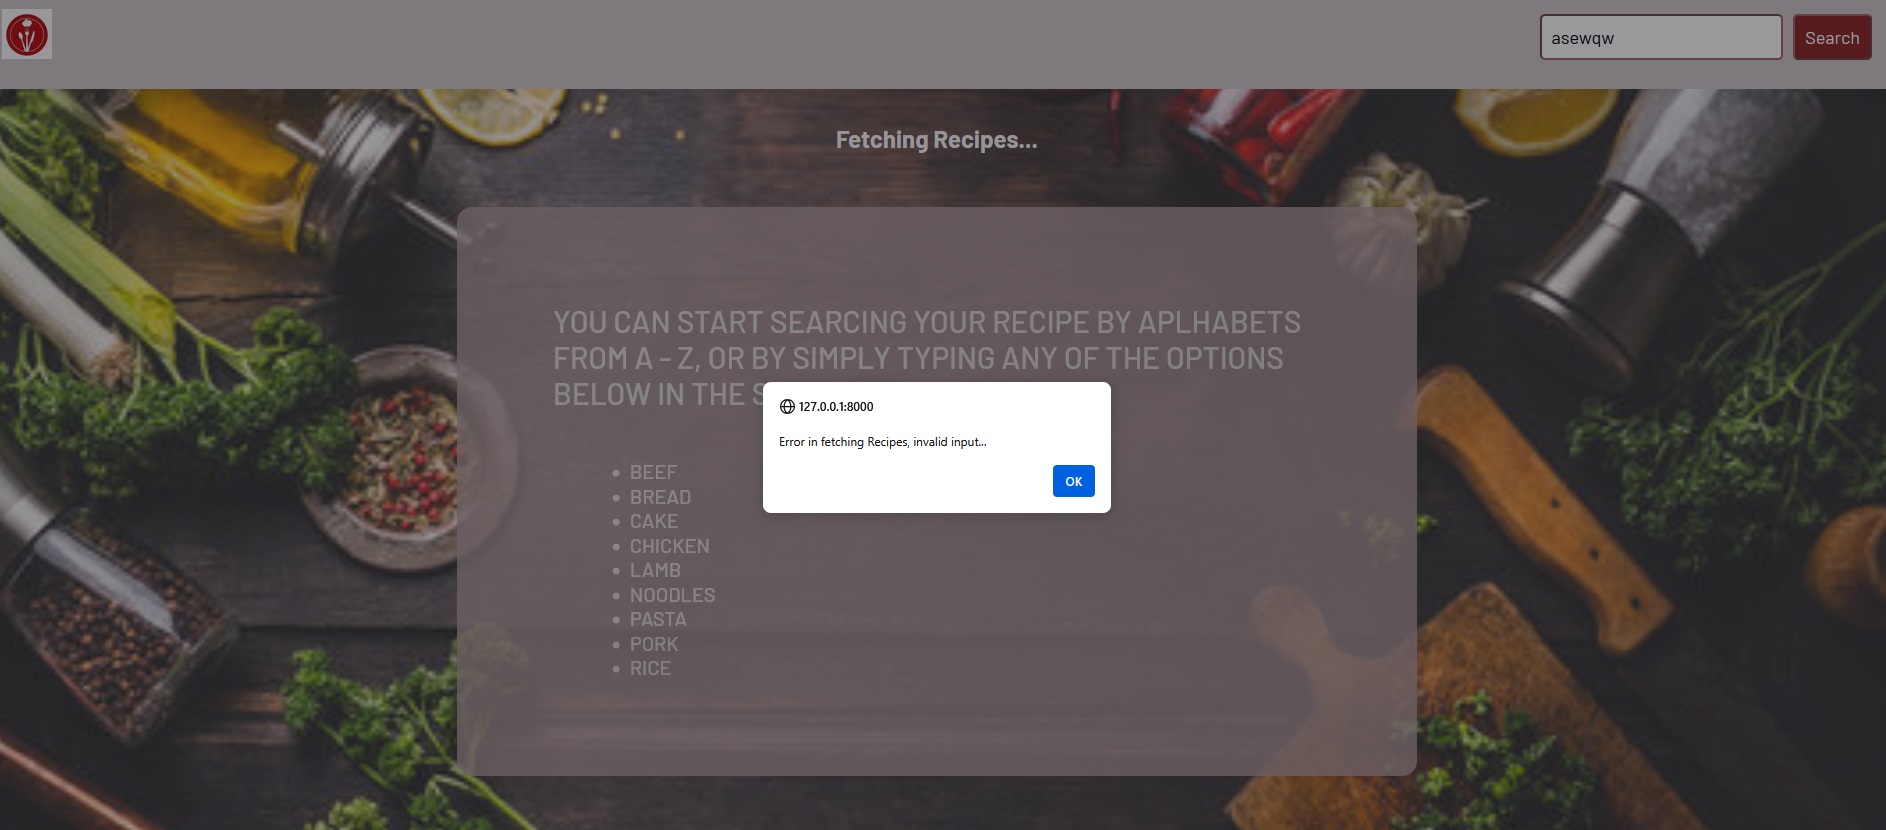 asewqw
Search
Fetching Recipes...
YOU CAN START SEARCING YOUR RECIPE BY APLHABETS
FROM A - Z, OR BY SIMPLY TYPING ANY OF THE OPTIONS
BELOW IN THE S
127.0.0.1:8000
Error in fetching Recipes, invalid input...
OK
BEEF
BREAD
CAKE
CHICKEN
LAMB
NOODLES
PASTA
PORK
RICE